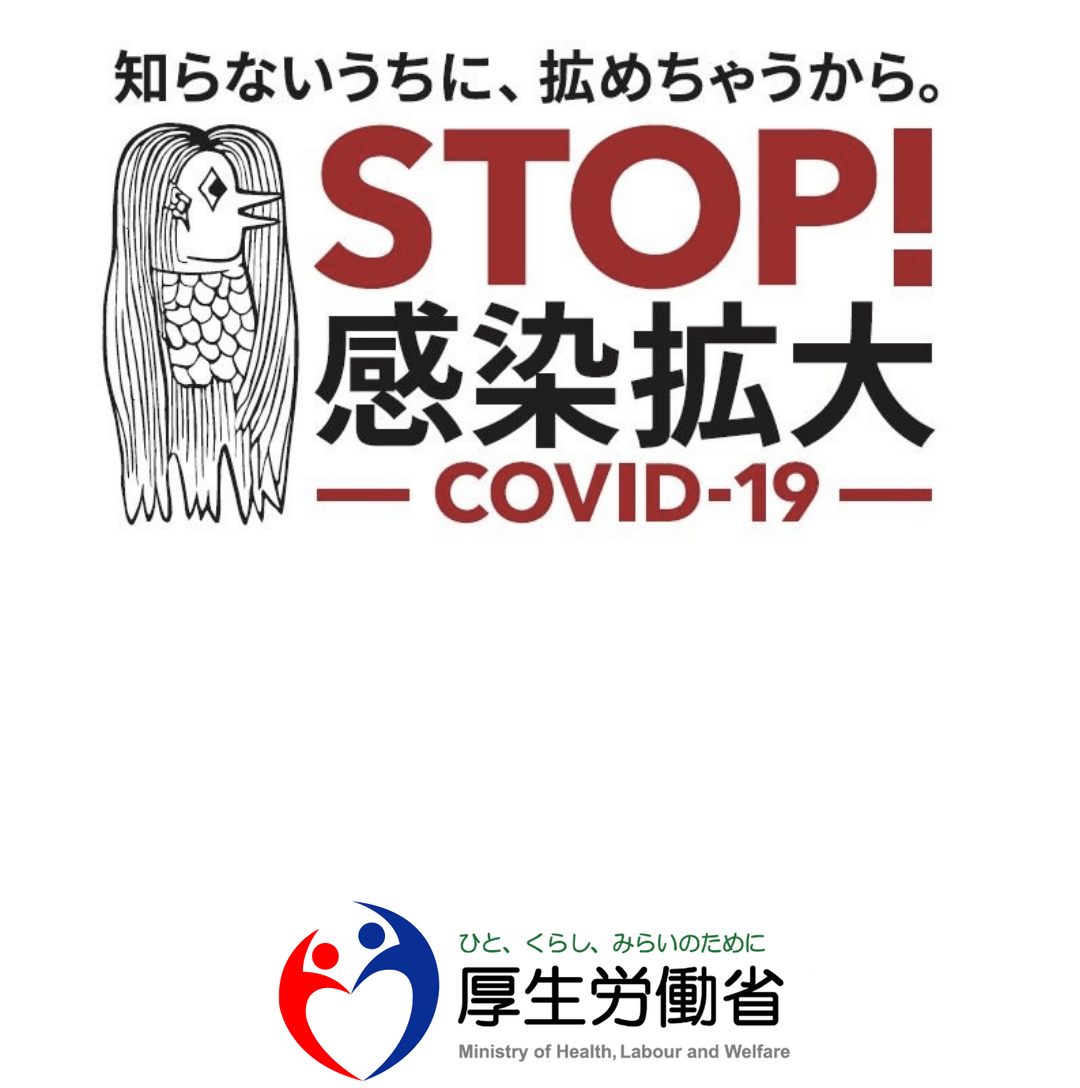 知らないうちに、拡めちゃうから。
STOP!
感染拡大
COVID-19
ひと、くらし、みらいのために
厚生労働省
Ministry of Health, Labour and Welfare